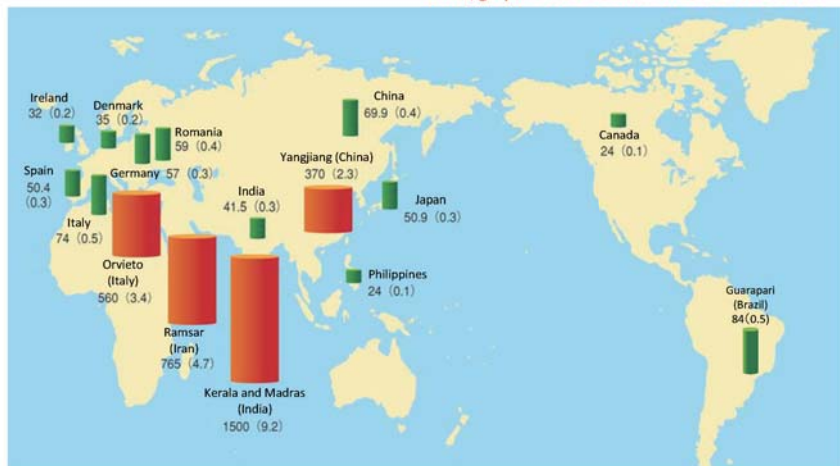 Ireland
32 (0.2)
Denmark
35 (0.2)
Romania
59 (0.4)
China
69.9 (0.4)
Canada
24 (0.1)
Spain
50.4
(0.3)
Germany 57 (0.3)
Yangjiang (China)
370 (2.3)
India
41.5 (0.3)
Japan
50.9 (0.3)
Italy
74 (0.5)
Orvieto
(Italy)
560 (3.4)
Philippines
24 (0.1)
Guarapari
(Brazil)
84(0.5)
Ramsar
(Iran)
765 (4.7)
Kerala and Madras
(India)
1500 (9.2)